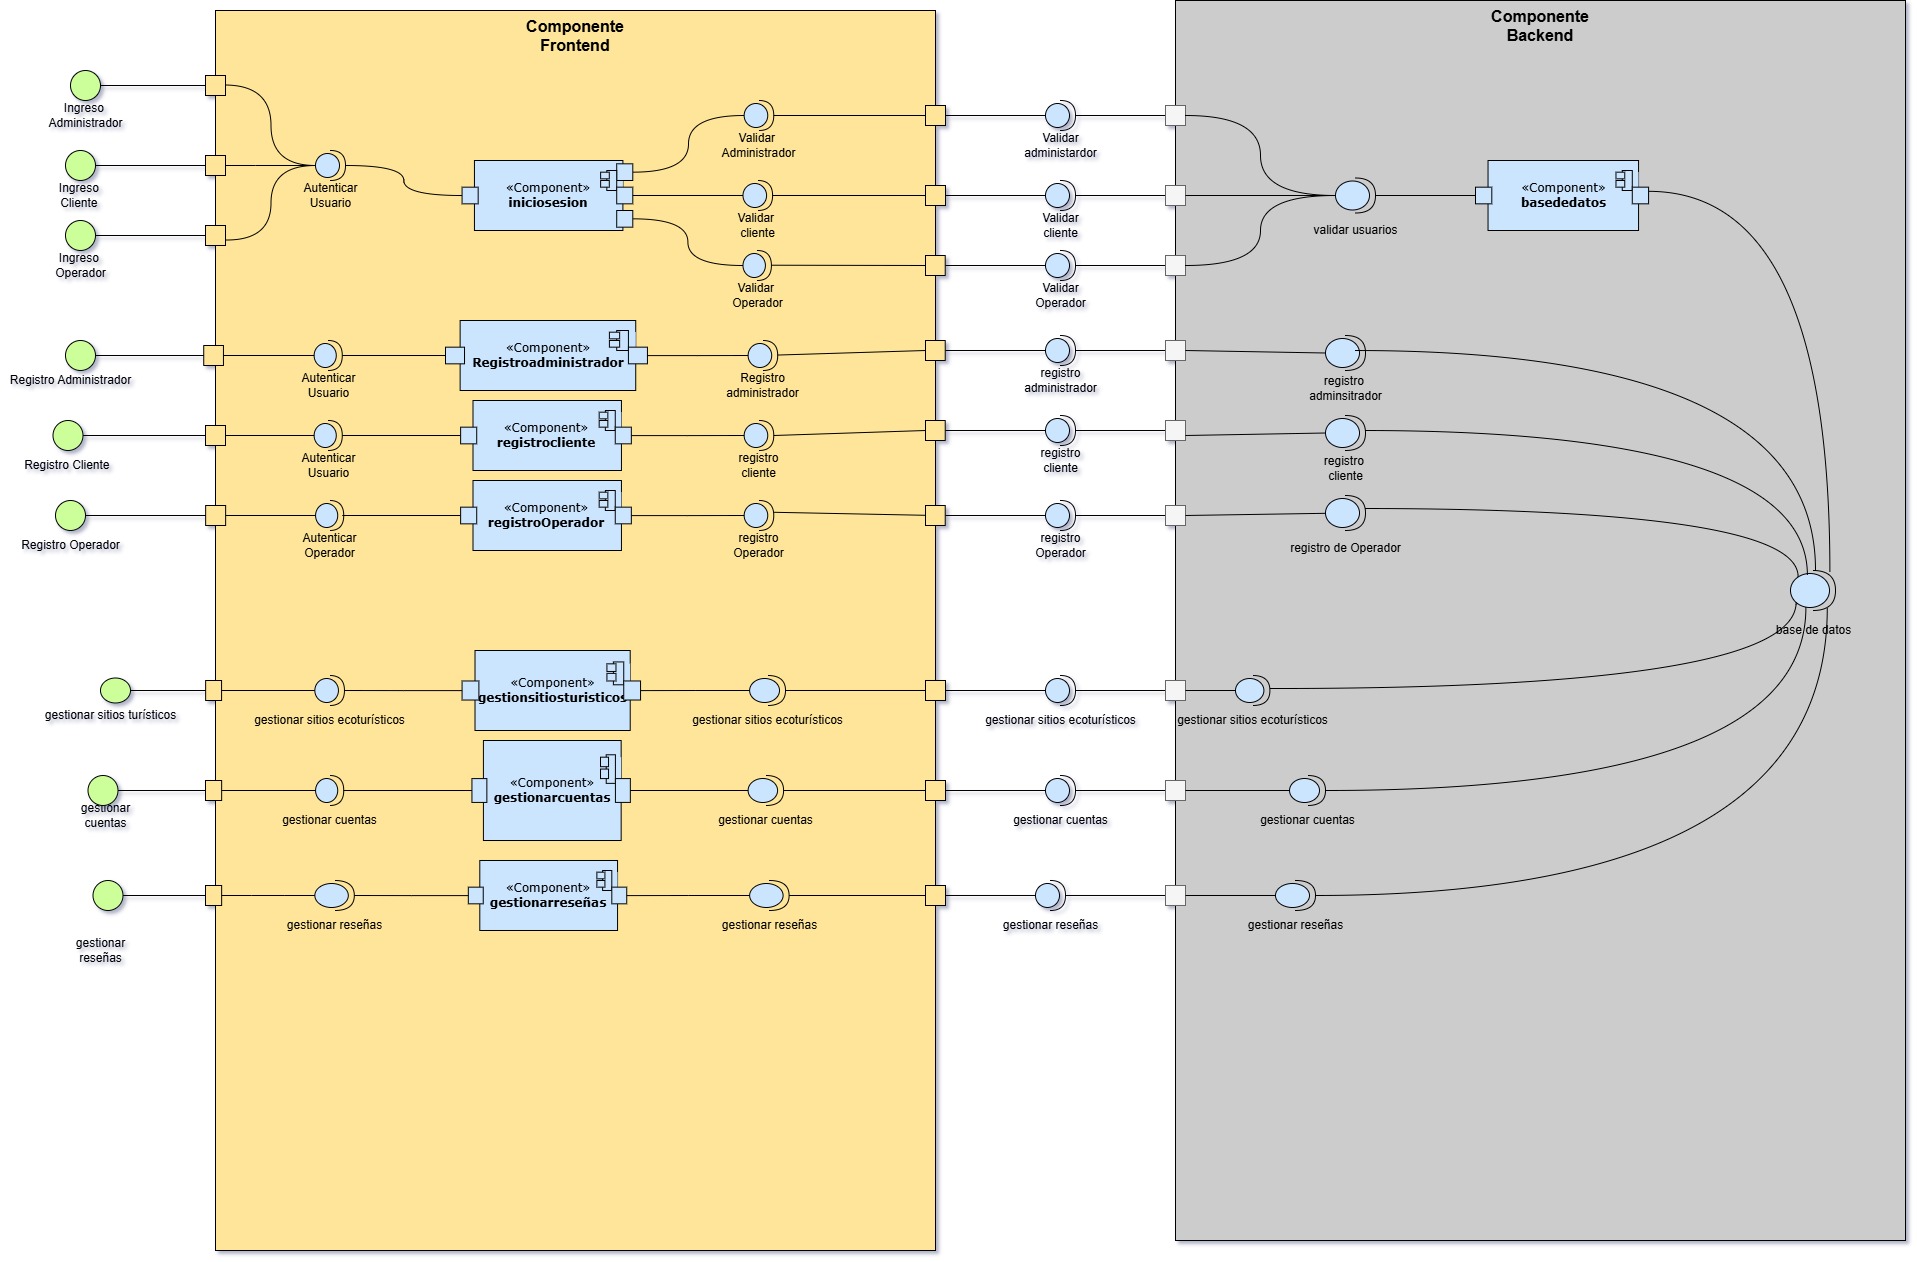 Componente
Frontend
Componente
Backend
Ingreso
Administrador
Ingreso
Cliente
Ingreso
Operador
Autenticar
Usuario
«Component»
iniciosesion
Validar
Administrador
Validar
cliente
Validar
Operador
Validar
administardor
Validar
cliente
Validar
Operador
validar usuarios
«Component»
basededatos
Registro Administrador
Autenticar
Usuario
«Component»
Registroadministrador
Registro
administrador
registro
administrador
registro
adminsitrador
Registro Cliente
Autenticar
Usuario
«Component»
registrocliente
registro
cliente
registro
cliente
registro
cliente
Registro Operador
Autenticar
Operador
«Component»
registroOperador
registro
Operador
registro
Operador
registro de Operador
base de datos
gestionar sitios turísticos
gestionar sitios ecoturísticos
«Component»
gestionsitiosturisticos
gestionar sitios ecoturísticos
gestionar sitios ecoturísticos
gestionar sitios ecoturísticos
gestionar
cuentas
gestionar cuentas
«Component»
gestionarcuentas
gestionar cuentas
gestionar cuentas
gestionar cuentas
gestionar
reseñas
gestionar reseñas
«Component»
gestionarreseñas
gestionar reseñas
gestionar reseñas
gestionar reseñas